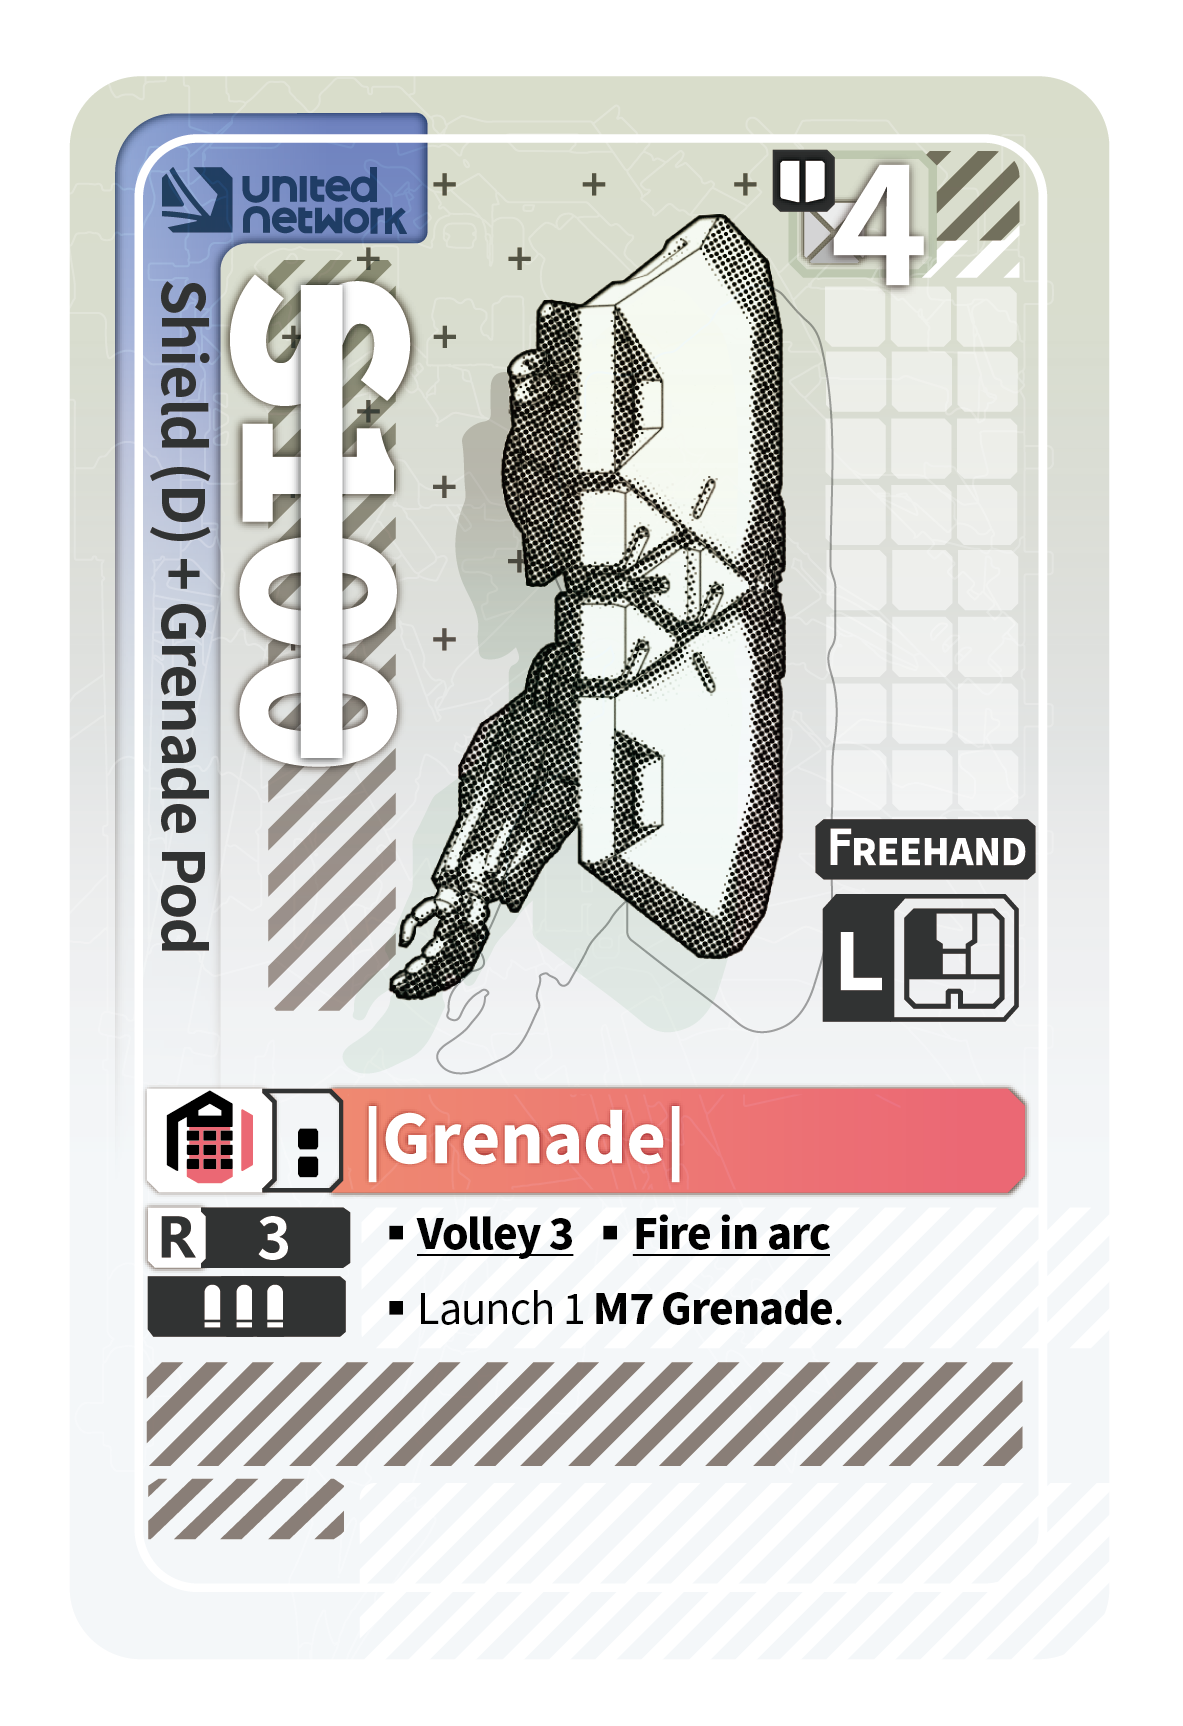 UNITED
NETWORK
4
Shield (D) + Grenade Pod
S100
FREEHAND
L
|Grenade|
R 3
▪ Volley 3 ▪ Fire in arc
▪ Launch 1 M7 Grenade.